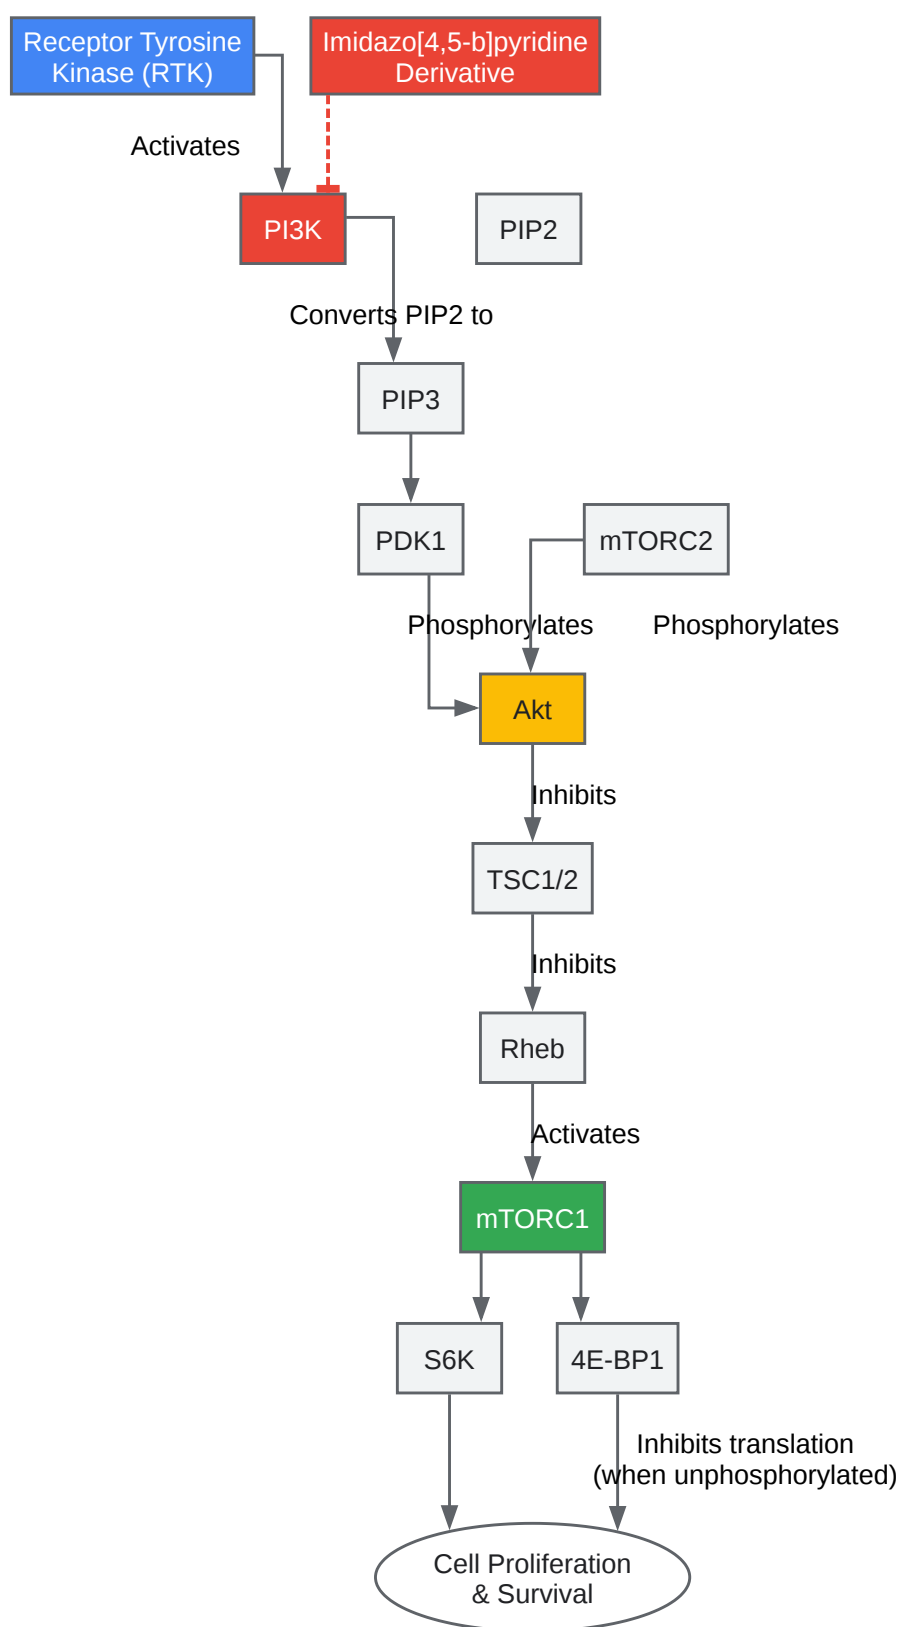 Receptor Tyrosine
Kinase (RTK)
Imidazo[4,5-b]pyridine
Derivative
Activates
PI3K
PIP2
Converts PIP2 to
PIP3
PDK1
mTORC2
Phosphorylates
Phosphorylates
Akt
Inhibits
TSC1/2
Inhibits
Rheb
Activates
mTORC1
S6K
4E-BP1
Inhibits translation
(when unphosphorylated)
Cell Proliferation
& Survival